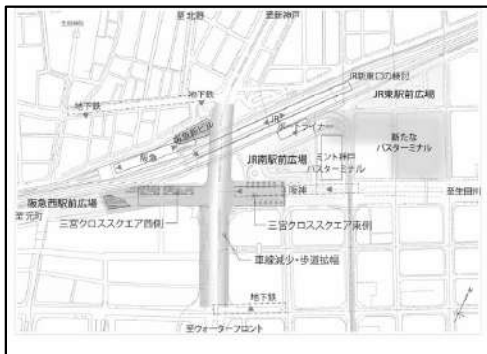 至北野
至新神戸
JR新東口の検討
地下鉄
JR東駅前広場
地下鉄
JR
ポートライナー
阪急新ビル
新たな
バスターミナル
阪急
JR南駅前広場
ミント神戸
バスターミナル
阪急西駅前広場
阪神
至生田川
至元町
三宮クロススクエア西側
三宮クロススクエア東側
車線減少・歩道拡幅
地下鉄
至ウォーターフロント